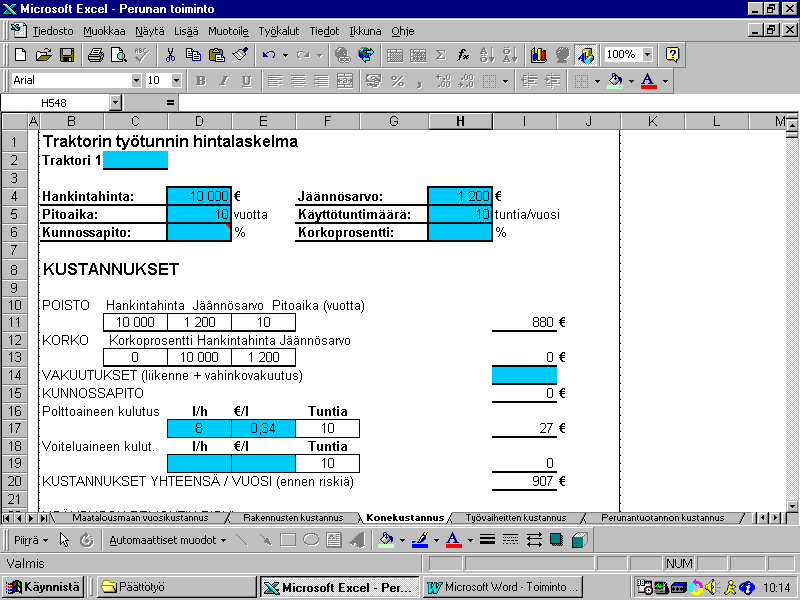 Microsoft Excel - Perunan toiminto
Tiedosto Muokkaa Näytä Lisää Muotoile Työkalut Tiedot Ikkuna Ohje
100%
Arial 10 B I U
H548 =
A B C D E F G H I J K L M
1 Traktorin työtunnin hintalaskelma
2 Traktori 1
3
4 Hankintahinta: 10 000 € Jäännösarvo: 1 200 €
5 Pitoaika: 10 vuotta Käyttötuntimäärä: 10 tuntia/vuosi
6 Kunnossapito: % Korkoprosentti: %
7
8 KUSTANNUKSET
9
10 POISTO Hankintahinta Jäännösarvo Pitoaika (vuotta)
11 10 000 1 200 10 880 €
12 KORKO Korkoprosentti Hankintahinta Jäännösarvo
13 0 10 000 1 200 0 €
14 VAKUUTUKSET (liikenne + vahinkovakuutus)
15 KUNNOSSAPITO 0 €
16 Polttoaineen kulutus l/h €/l Tuntia
17 8 0,34 10 27 €
18 Voiteluaineen kulut. l/h €/l Tuntia
19 10 0
20 KUSTANNUKSET YHTEENSÄ / VUOSI (ennen riskiä) 907 €
21
Maatalousmaan vuosikustannus Rakennusten kustannus Konekustannus Työvaiheitten kustannus Perunantuotannon kustannus
Piirrä Automaattiset muodot
Valmis NUM
Käynnistä Päättötyö Microsoft Excel - Per... Microsoft Word - Toiminto ... 10:14